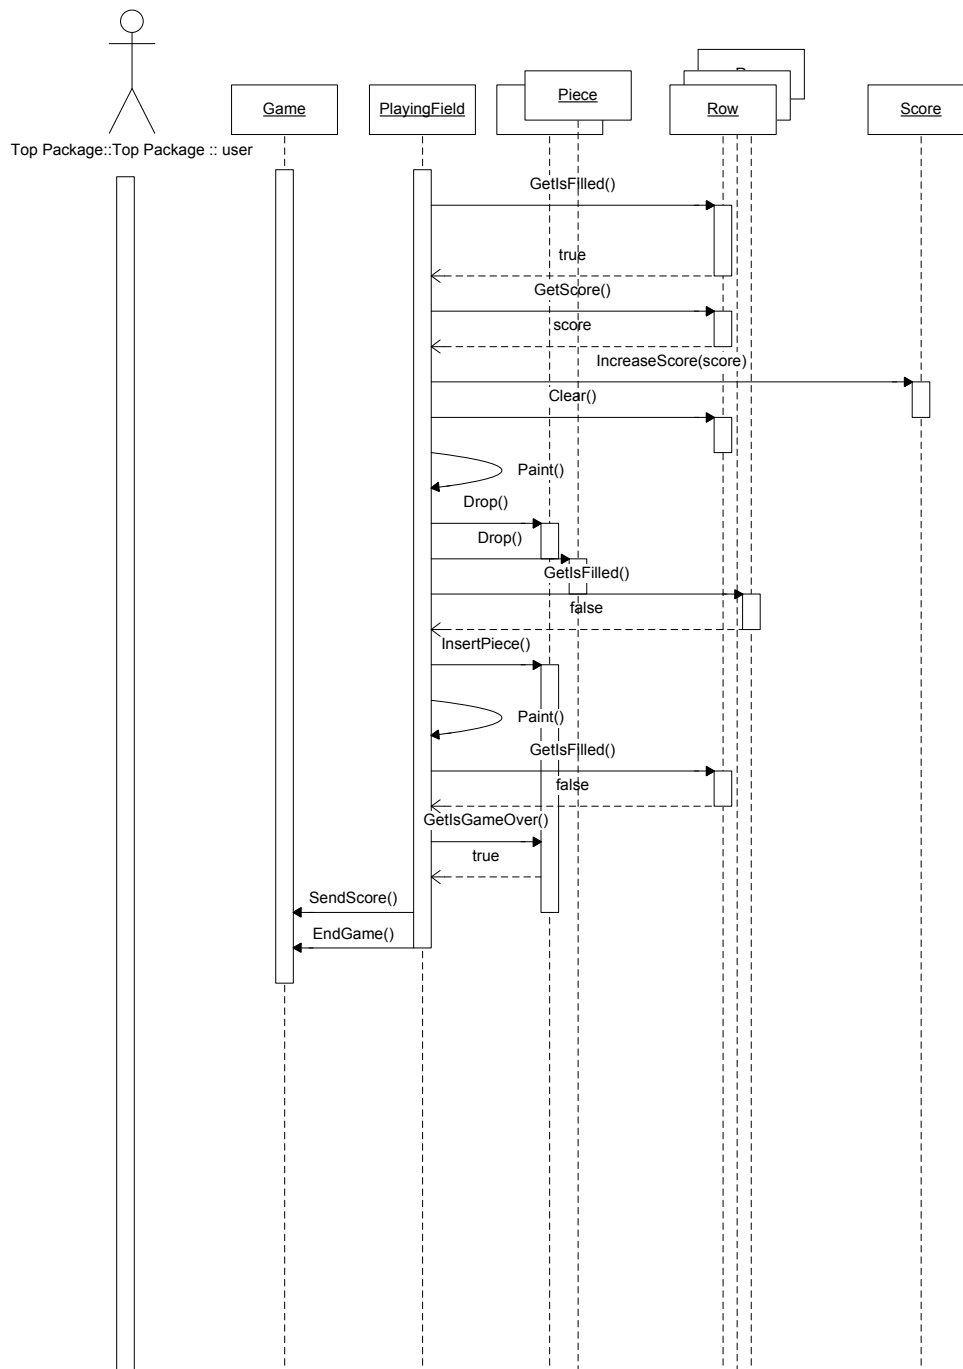 Piece
Game
PlayingField
Row
Score
Top Package::Top Package :: user
GetIsFilled()
true
GetScore()
score
IncreaseScore(score)
Clear()
Paint()
Drop()
Drop()
GetIsFilled()
false
InsertPiece()
Paint()
GetIsFilled()
false
GetIsGameOver()
true
SendScore()
EndGame()